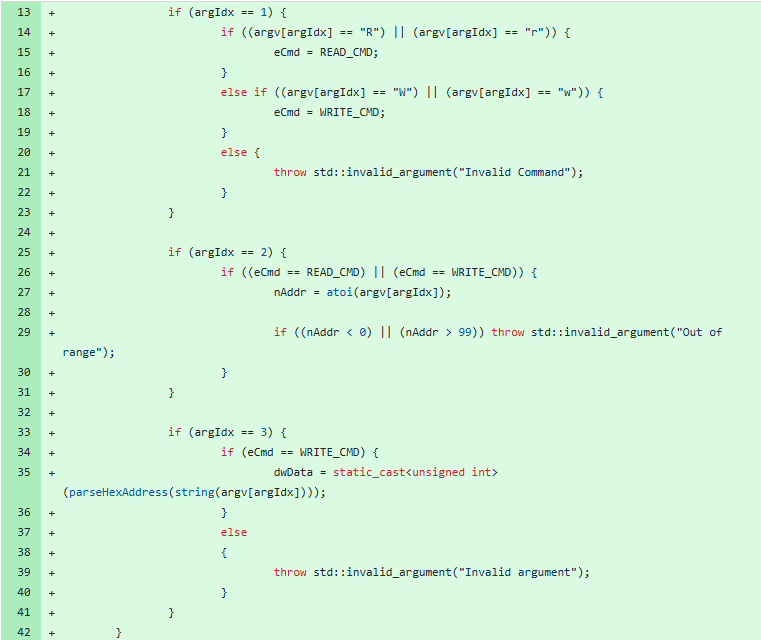 13 + if (argIdx == 1) {
14 + if ((argv[argIdx] == "R") || (argv[argIdx] == "r")) {
15 + eCmd = READ_CMD;
16 + }
17 + else if ((argv[argIdx] == "W") || (argv[argIdx] == "w")) {
18 + eCmd = WRITE_CMD;
19 + }
20 + else {
21 + throw std::invalid_argument("Invalid Command");
22 + }
23 + }
24 +
25 + if (argIdx == 2) {
26 + if ((eCmd == READ_CMD) || (eCmd == WRITE_CMD)) {
27 + nAddr = atoi(argv[argIdx]);
28 +
29 + if ((nAddr < 0) || (nAddr > 99)) throw std::invalid_argument("Out of
range");
30 + }
31 + }
32 +
33 + if (argIdx == 3) {
34 + if (eCmd == WRITE_CMD) {
35 + dwData = static_cast<unsigned int>
(parseHexAddress(string(argv[argIdx])));
36 + }
37 + else
38 + {
39 + throw std::invalid_argument("Invalid argument");
40 + }
41 + }
42 + }